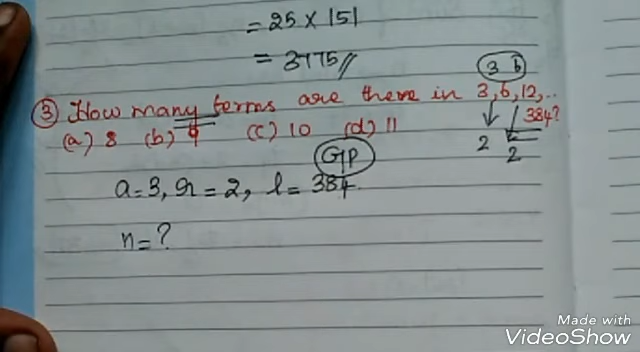 = 25 × 151
= 3775 //
3 b
③ How many terms are there in 3, 6, 12, ..
384?
(a) 8 (b) 9 (c) 10 (d) 11
2
2
GP
a=3, r=2, l=384.
n=?
Made with
VideoShow